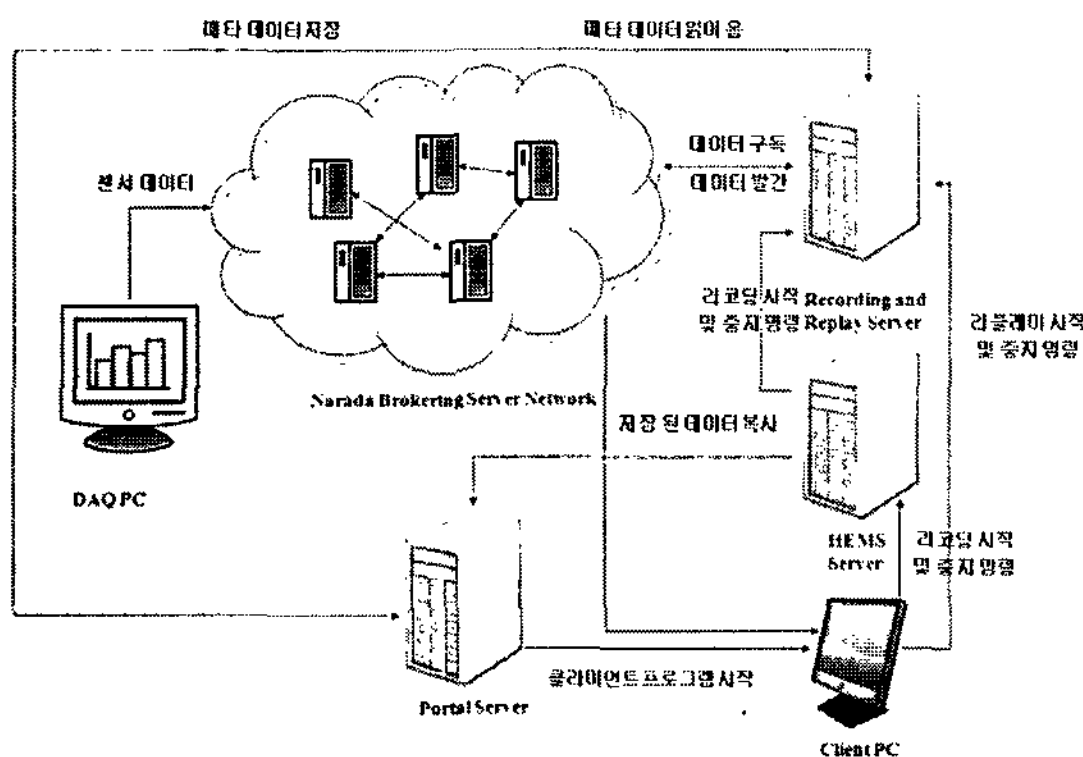 메타 데이터 저장
메타 데이터 읽어 옴
센서 데이터
데이터 구독
데이터 발간
리코딩 시작
및 중지 명령
Recording and
Replay Server
리플레이 시작
및 중지 명령
Narada Brokering Server Network
저장 된 데이터 복사
DAQ PC
HEMS
Server
리코딩 시작
및 중지 명령
클라이언트 프로그램 시작
Portal Server
Client PC